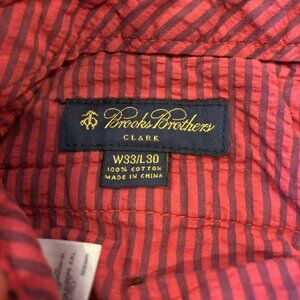 Brooks Brothers
CLARK
W33/L30
100% COTTON
MADE IN CHINA